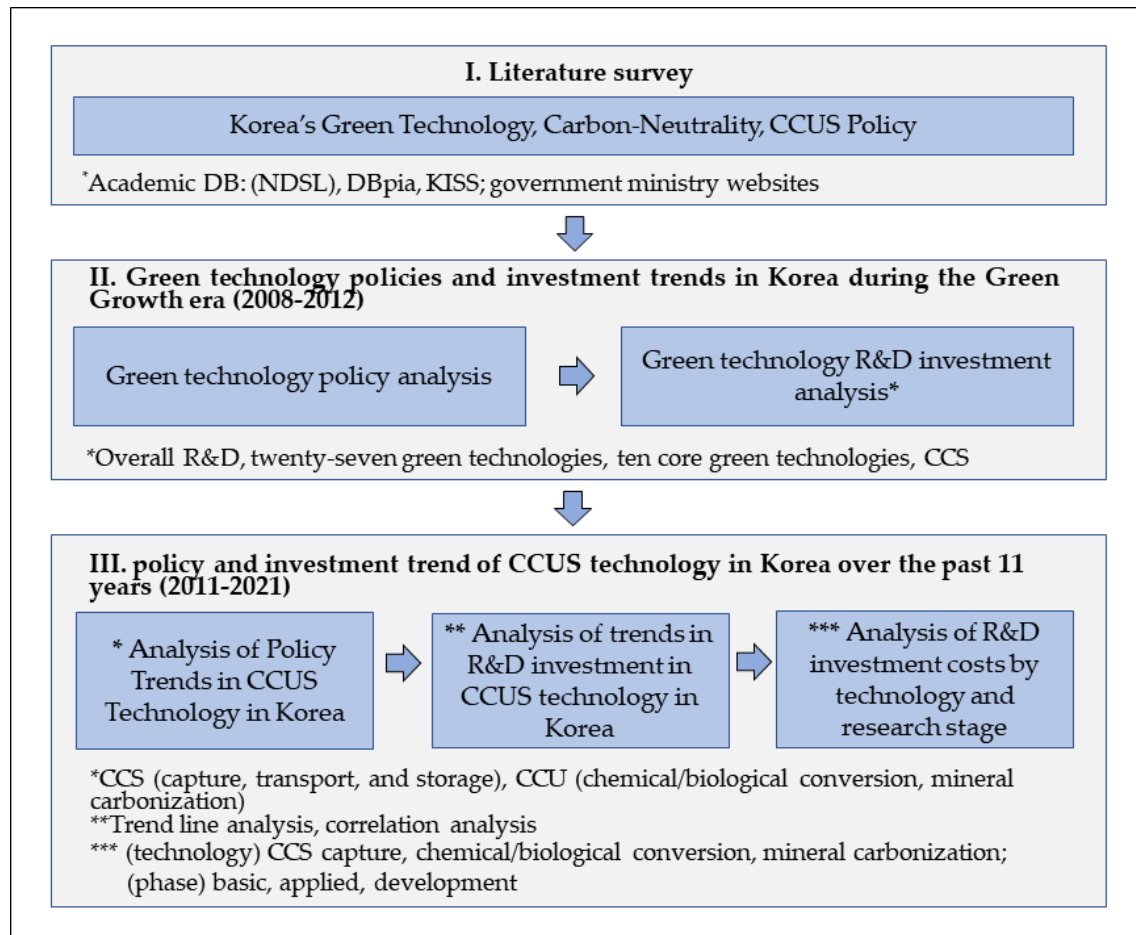 I. Literature survey
Korea's Green Technology, Carbon-Neutrality, CCUS Policy
*Academic DB: (NDSL), DBpia, KISS; government ministry websites
II. Green technology policies and investment trends in Korea during the Green
Growth era (2008-2012)
Green technology policy analysis
Green technology R&D investment
analysis*
*Overall R&D, twenty-seven green technologies, ten core green technologies, CCS
III. policy and investment trend of CCUS technology in Korea over the past 11
years (2011-2021)
* Analysis of Policy
Trends in CCUS
Technology in Korea
** Analysis of trends in
R&D investment in
CCUS technology in
Korea
*** Analysis of R&D
investment costs by
technology and
research stage
*CCS (capture, transport, and storage), CCU (chemical/biological conversion, mineral
carbonization)
**Trend line analysis, correlation analysis
*** (technology) CCS capture, chemical/biological conversion, mineral carbonization;
(phase) basic, applied, development